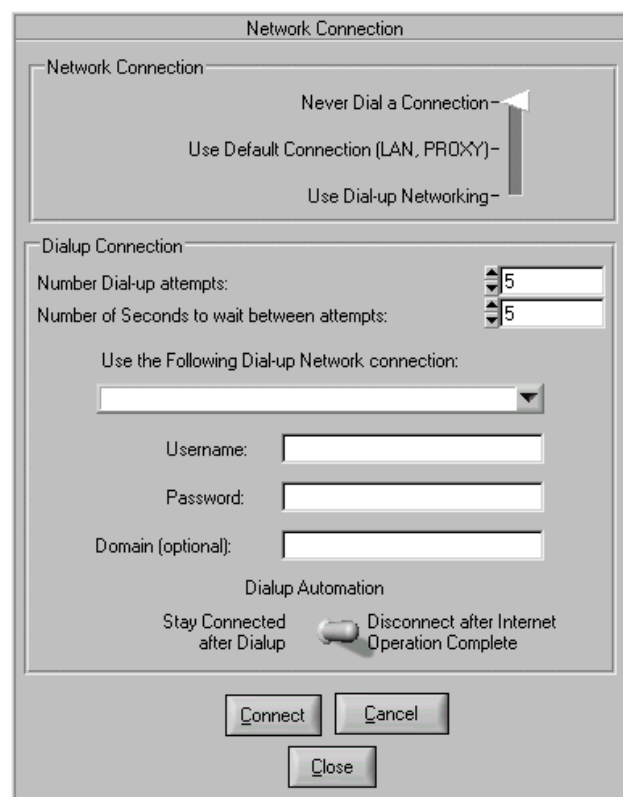 Network Connection
Network Connection
Never Dial a Connection
Use Default Connection (LAN, PROXY)
Use Dial-up Networking
Dialup Connection
Number Dial-up attempts: 5
Number of Seconds to wait between attempts: 5
Use the Following Dial-up Network connection:
Username:
Password:
Domain (optional):
Dialup Automation
Stay Connected
after Dialup
Disconnect after Internet
Operation Complete
Connect
Cancel
Close